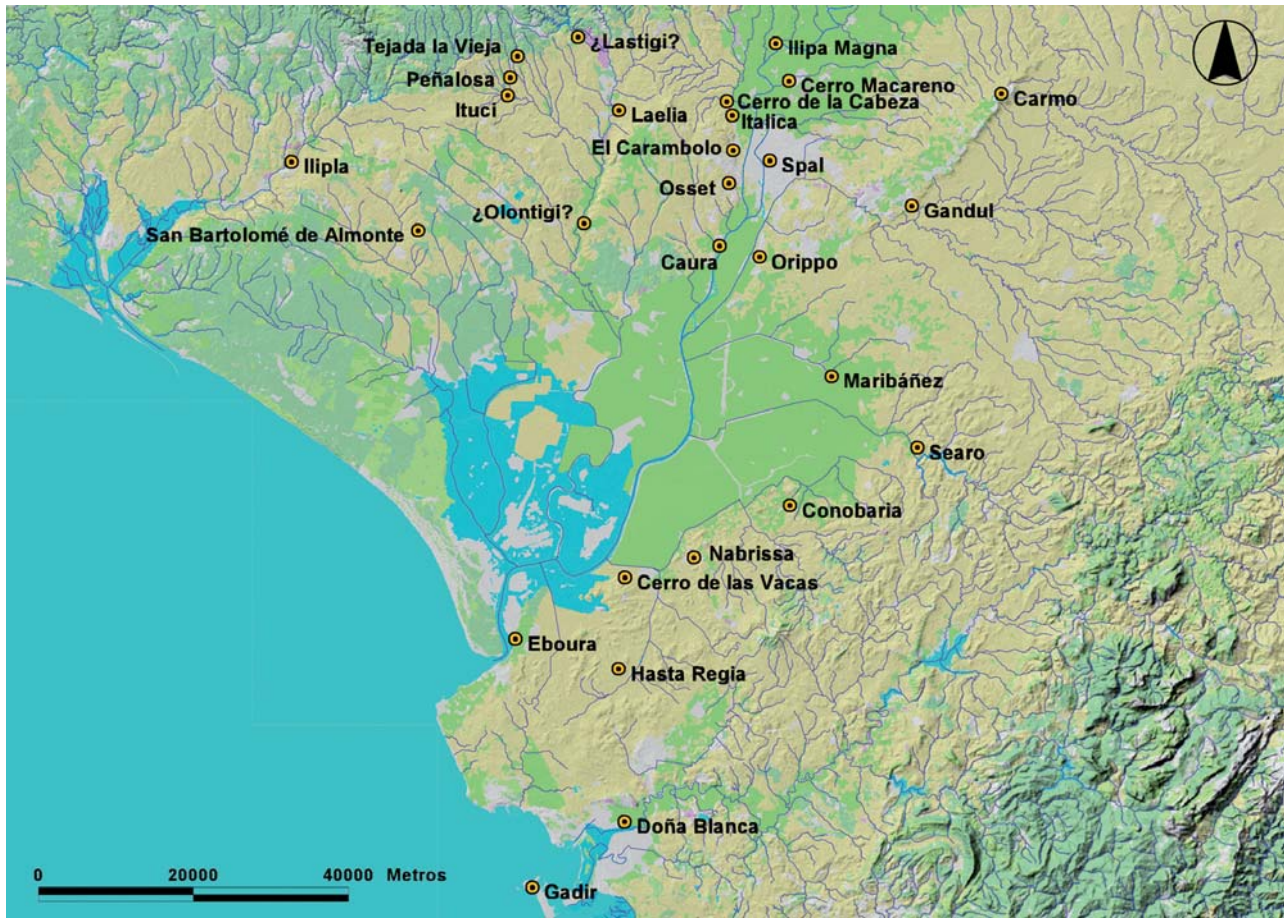 ¿Lastigi?
Ilipa Magna
Tejada la Vieja
Peñalosa
Cerro Macareno
Ituci
Cerro de la Cabeza
Carmo
Laelia
Italica
El Carambolo
Spal
Ilipla
Osset
Gandul
¿Olontigi?
San Bartolomé de Almonte
Caura
Orippo
Maribáñez
Searo
Conobaria
Nabrissa
Cerro de las Vacas
Eboura
Hasta Regia
Doña Blanca
0 20000 40000 Metros
Gadir